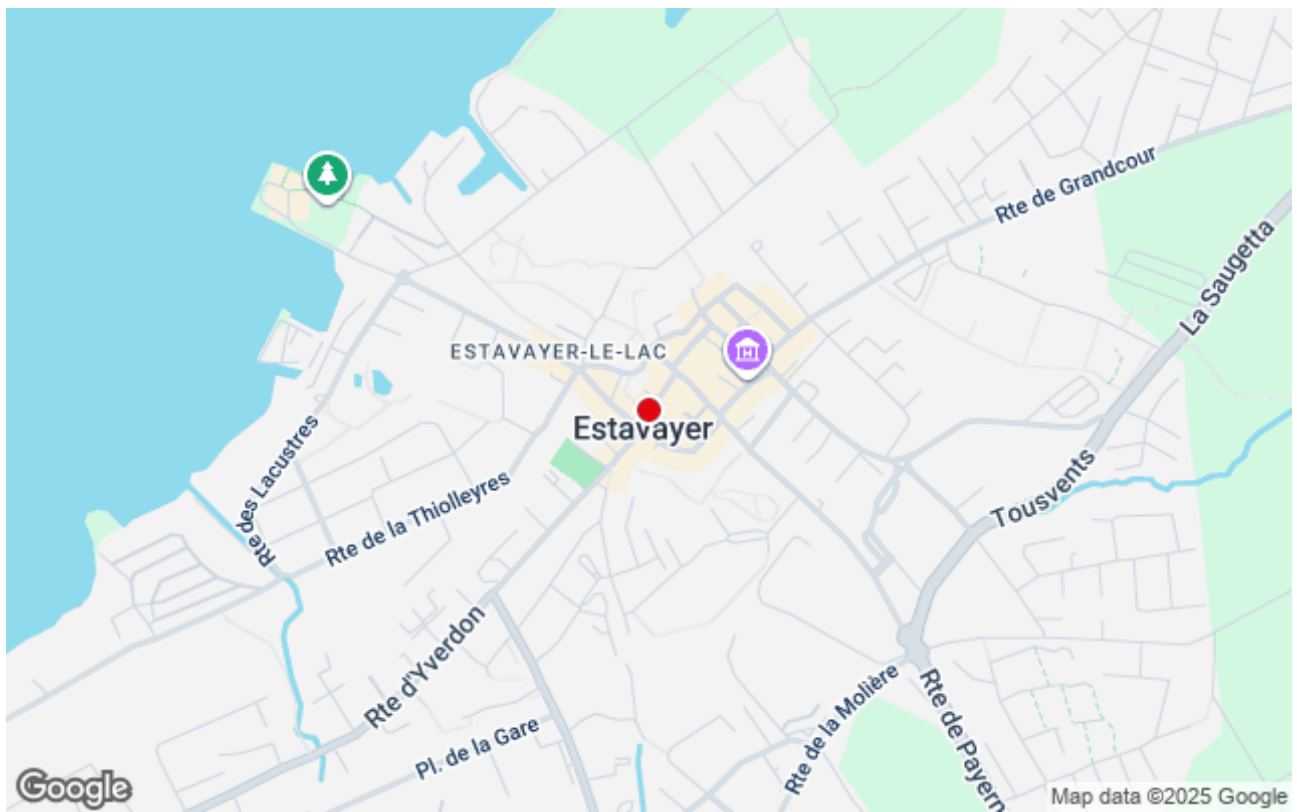 Rte de Grandcour
La Saugetta
ESTAVAYER-LE-LAC
Estavayer
Rte des Lacustres
Rte de la Thiolleyres
Tousvents
Rte d'Yverdon
Pl. de la Gare
Rte de la Molière
Rte de Payern
Google
Map data ©2025 Google